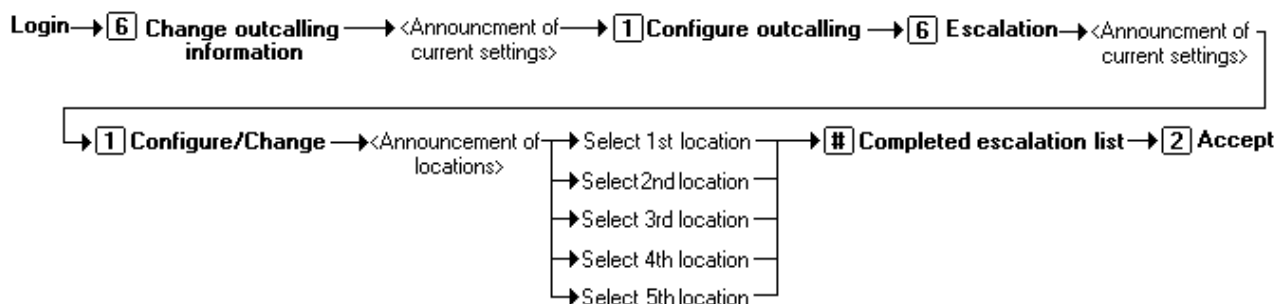 Login 6 Change outcalling information <Announcment of current settings> 1 Configure outcalling 6 Escalation <Announcment of current settings>
1 Configure/Change <Announcement of locations> Select 1st location # Completed escalation list 2 Accept
Select 2nd location
Select 3rd location
Select 4th location
Select 5th location